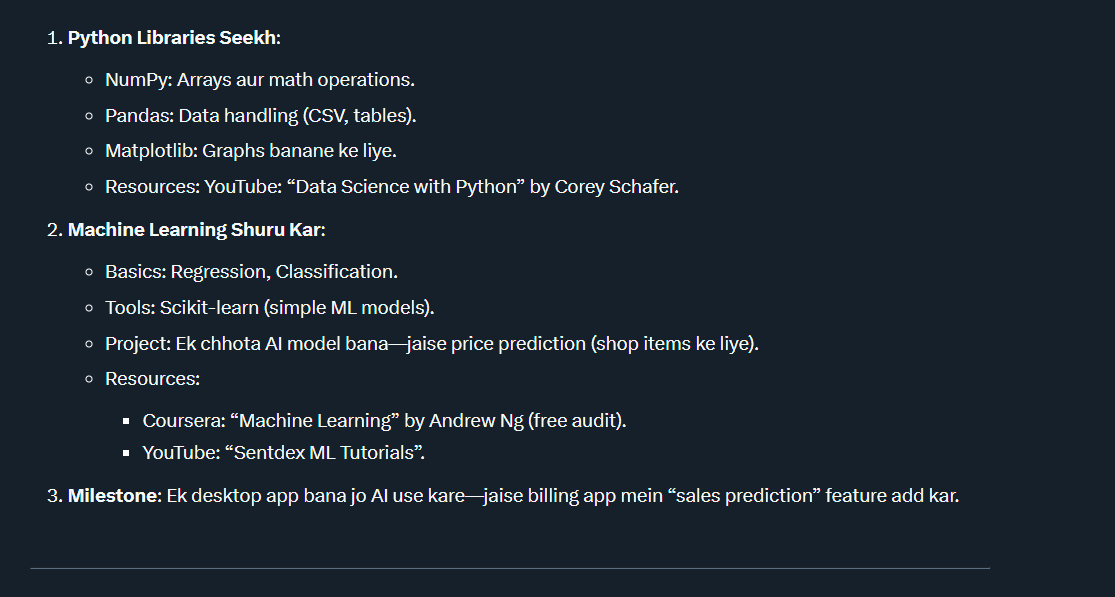 1. Python Libraries Seekh:
◦ NumPy: Arrays aur math operations.
◦ Pandas: Data handling (CSV, tables).
◦ Matplotlib: Graphs banane ke liye.
◦ Resources: YouTube: “Data Science with Python” by Corey Schafer.
2. Machine Learning Shuru Kar:
◦ Basics: Regression, Classification.
◦ Tools: Scikit-learn (simple ML models).
◦ Project: Ek chhota AI model bana—jaise price prediction (shop items ke liye).
◦ Resources:
▪ Coursera: “Machine Learning” by Andrew Ng (free audit).
▪ YouTube: “Sentdex ML Tutorials”.
3. Milestone: Ek desktop app bana jo AI use kare—jaise billing app mein “sales prediction” feature add kar.